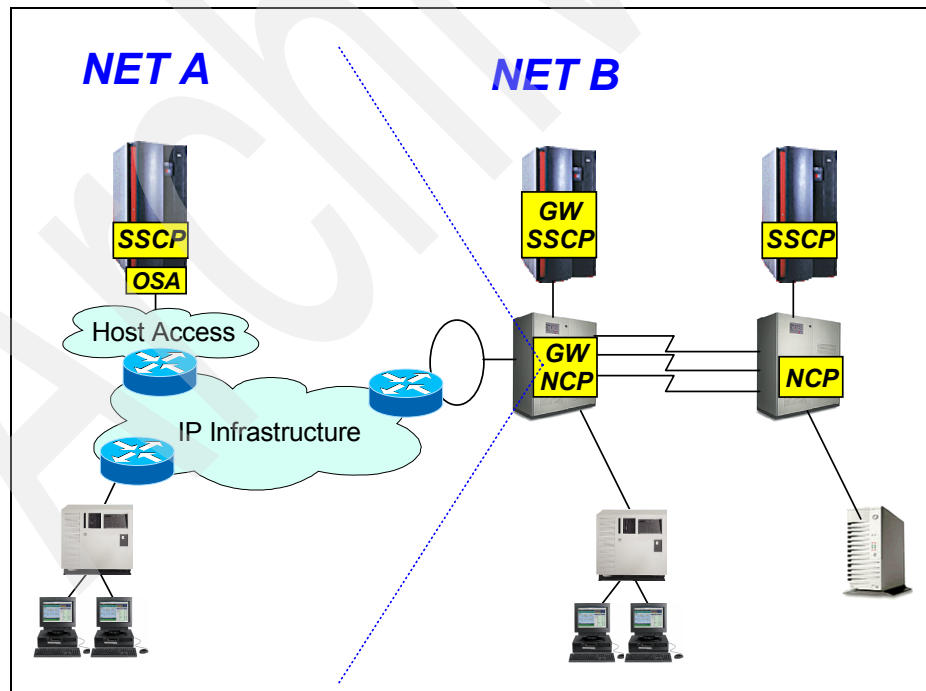 NET A
NET B
SSCP
OSA
Host Access
IP Infrastructure
GW
SSCP
SSCP
GW
NCP
NCP